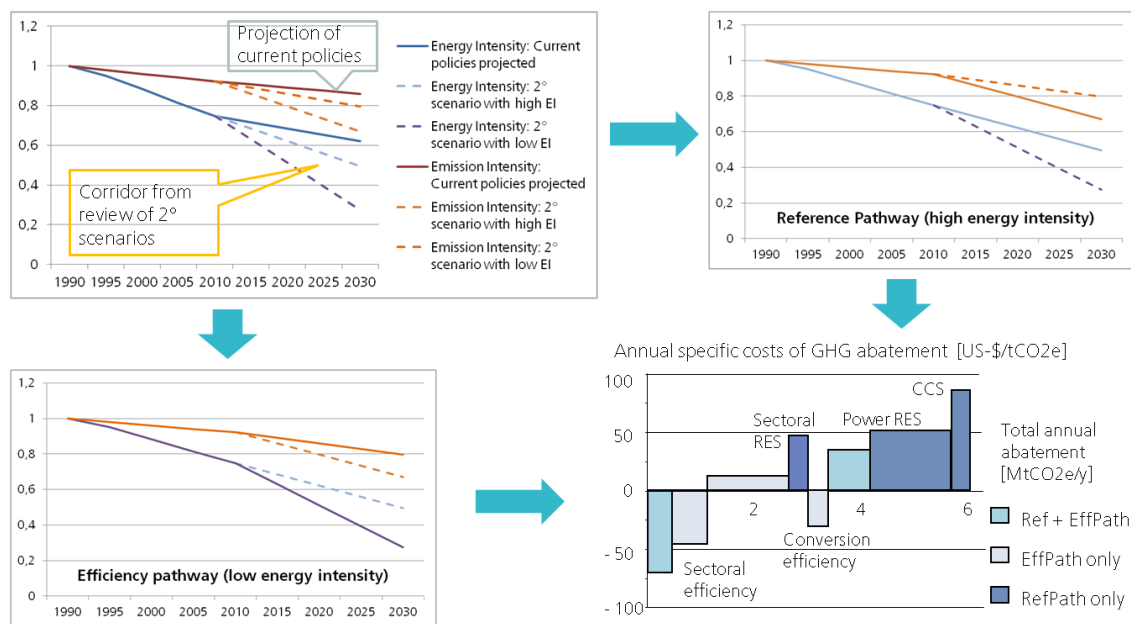 1,2
1
0,8
0,6
0,4
0,2
0
1990 1995 2000 2005 2010 2015 2020 2025 2030
Projection of
current policies
Corridor from
review of 2°
scenarios
Energy Intensity: Current
policies projected
Energy Intensity: 2°
scenario with high EI
Energy Intensity: 2°
scenario with low EI
Emission Intensity:
Current policies projected
Emission Intensity: 2°
scenario with high EI
Emission Intensity: 2°
scenario with low EI
1,2
1
0,8
0,6
0,4
0,2
0
Reference Pathway (high energy intensity)
1990 1995 2000 2005 2010 2015 2020 2025 2030
1,2
1
0,8
0,6
0,4
0,2
0
Efficiency pathway (low energy intensity)
1990 1995 2000 2005 2010 2015 2020 2025 2030
Annual specific costs of GHG abatement [US-$/tCO2e]
100
50
0
- 50
- 100
CCS
Sectoral
RES
Power RES
2 4 6
Conversion
efficiency
Sectoral
efficiency
Total annual
abatement
[MtCO2e/y]
Ref + EffPath
EffPath only
RefPath only